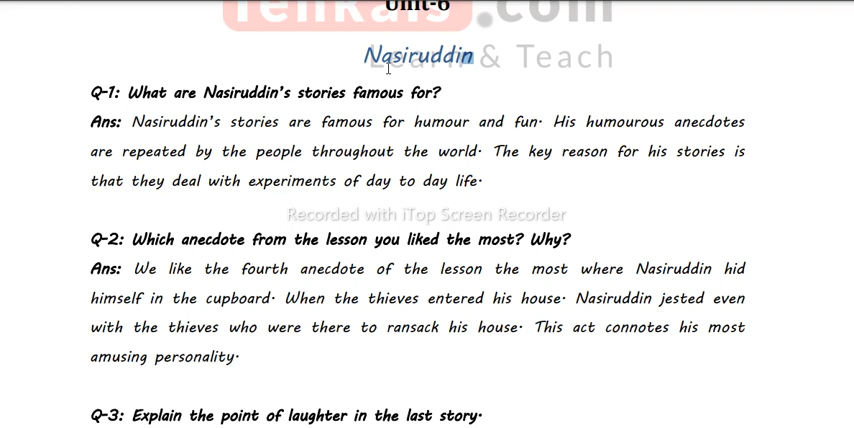 Unit-6
Tenkals.com
Nasiruddin
Learn & Teach
Q-1: What are Nasiruddin's stories famous for?
Ans: Nasiruddin's stories are famous for humour and fun. His humourous anecdotes
are repeated by the people throughout the world. The key reason for his stories is
that they deal with experiments of day to day life.
Recorded with iTop Screen Recorder
Q-2: Which anecdote from the lesson you liked the most? Why?
Ans: We like the fourth anecdote of the lesson the most where Nasiruddin hid
himself in the cupboard. When the thieves entered his house. Nasiruddin jested even
with the thieves who were there to ransack his house. This act connotes his most
amusing personality.
Q-3: Explain the point of laughter in the last story.